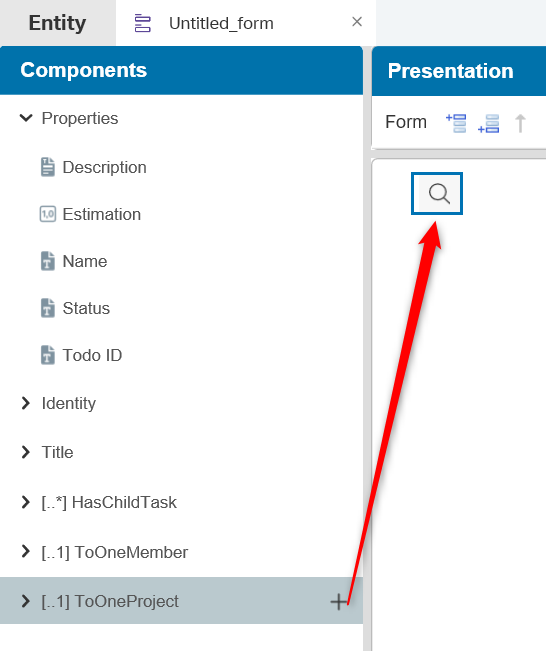 Entity
Untitled_form
×
Components
Presentation
Properties
Form
Description
1,0 Estimation
T Name
T Status
T Todo ID
Identity
Title
[..*] HasChildTask
[..1] ToOneMember
[..1] ToOneProject